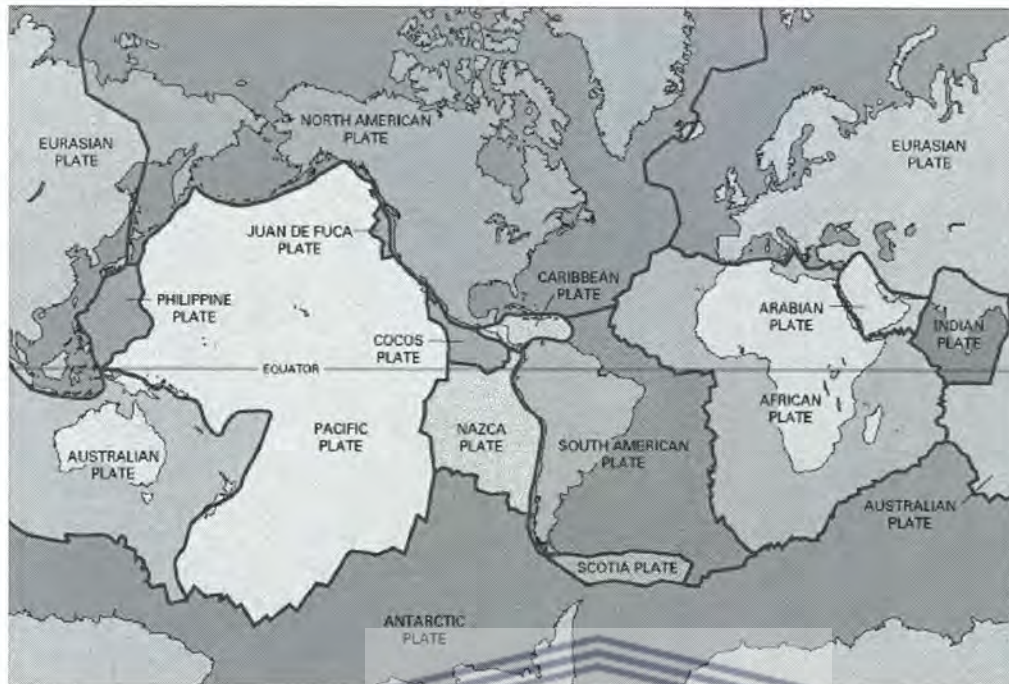 NORTH AMERICAN
PLATE
EURASIAN
PLATE
EURASIAN
PLATE
JUAN DE FUCA
PLATE
CARIBBEAN
PLATE
PHILIPPINE
PLATE
ARABIAN
PLATE
INDIAN
PLATE
COCOS
PLATE
EQUATOR
AFRICAN
PLATE
PACIFIC
PLATE
NAZCA
PLATE
SOUTH AMERICAN
PLATE
AUSTRALIAN
PLATE
AUSTRALIAN
PLATE
SCOTIA PLATE
ANTARCTIC
PLATE